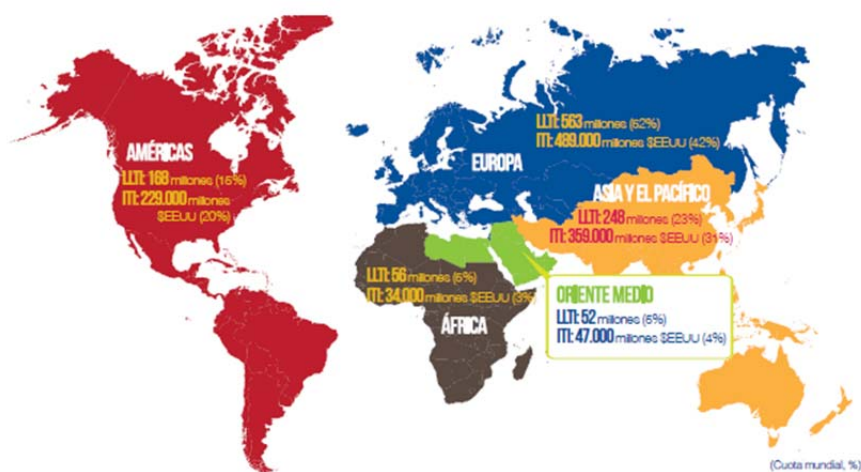 AMÉRICAS
LLTI: 168 millones (15%)
ITI: 229.000 millones
$EEUU (20%)
EUROPA
LLTI: 563 millones (52%)
ITI: 489.000 millones $EEUU (42%)
ASIA Y EL PACÍFICO
LLTI: 248 millones (23%)
ITI: 359.000 millones $EEUU (31%)
LLTI: 56 millones (5%)
ITI: 34.000 millones $EEUU (3%)
ÁFRICA
ORIENTE MEDIO
LLTI: 52 millones (5%)
ITI: 47.000 millones $EEUU (4%)
(Cuota mundial, %)